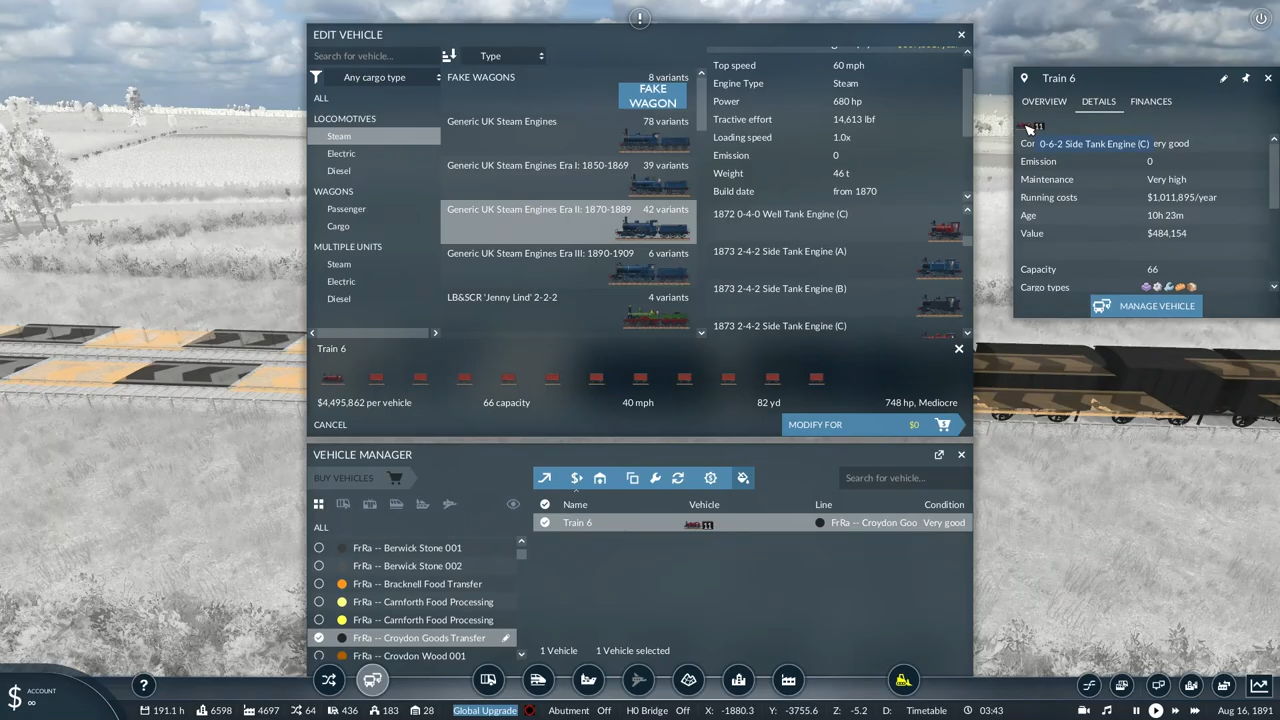 EDIT VEHICLE
Search for vehicle...
Type
Any cargo type
ALL
LOCOMOTIVES
Steam
Electric
Diesel
WAGONS
Passenger
Cargo
MULTIPLE UNITS
Steam
Electric
Diesel
FAKE WAGONS 8 variants
FAKE
WAGON
Generic UK Steam Engines 78 variants
Generic UK Steam Engines Era I: 1850-1869 39 variants
Generic UK Steam Engines Era II: 1870-1889 42 variants
Generic UK Steam Engines Era III: 1890-1909 6 variants
LB&SCR 'Jenny Lind' 2-2-2 4 variants
Top speed 60 mph
Engine Type Steam
Power 680 hp
Tractive effort 14,613 lbf
Loading speed 1.0x
Emission 0
Weight 46 t
Build date from 1870
1872 0-4-0 Well Tank Engine (C)
1873 2-4-2 Side Tank Engine (A)
1873 2-4-2 Side Tank Engine (B)
1873 2-4-2 Side Tank Engine (C)
Train 6
$4,495,862 per vehicle 66 capacity 40 mph 82 yd 748 hp, Mediocre
CANCEL
MODIFY FOR $0
Train 6
OVERVIEW DETAILS FINANCES
11
0-6-2 Side Tank Engine (C)
Emission 0
Maintenance Very high
Running costs $1,011,895/year
Age 10h 23m
Value $484,154
Capacity 66
Cargo types
MANAGE VEHICLE
VEHICLE MANAGER
BUY VEHICLES
Search for vehicle...
ALL
FrRa -- Berwick Stone 001
FrRa -- Berwick Stone 002
FrRa -- Bracknell Food Transfer
FrRa -- Carnforth Food Processing
FrRa -- Carnforth Food Processing
FrRa -- Croydon Goods Transfer
FrRa -- Croydon Wood 001
Name Vehicle Line Condition
Train 6 11 FrRa -- Croydon Goo Very good
1 Vehicle 1 Vehicle selected
$ ACCOUNT
∞
?
191.1 h 6598 4697 64 436 183 28 Global Upgrade Abutment Off H0 Bridge Off X: -1880.3 Y: -3755.6 Z: -5.2 D: Timetable 03:43 Aug 16, 1891